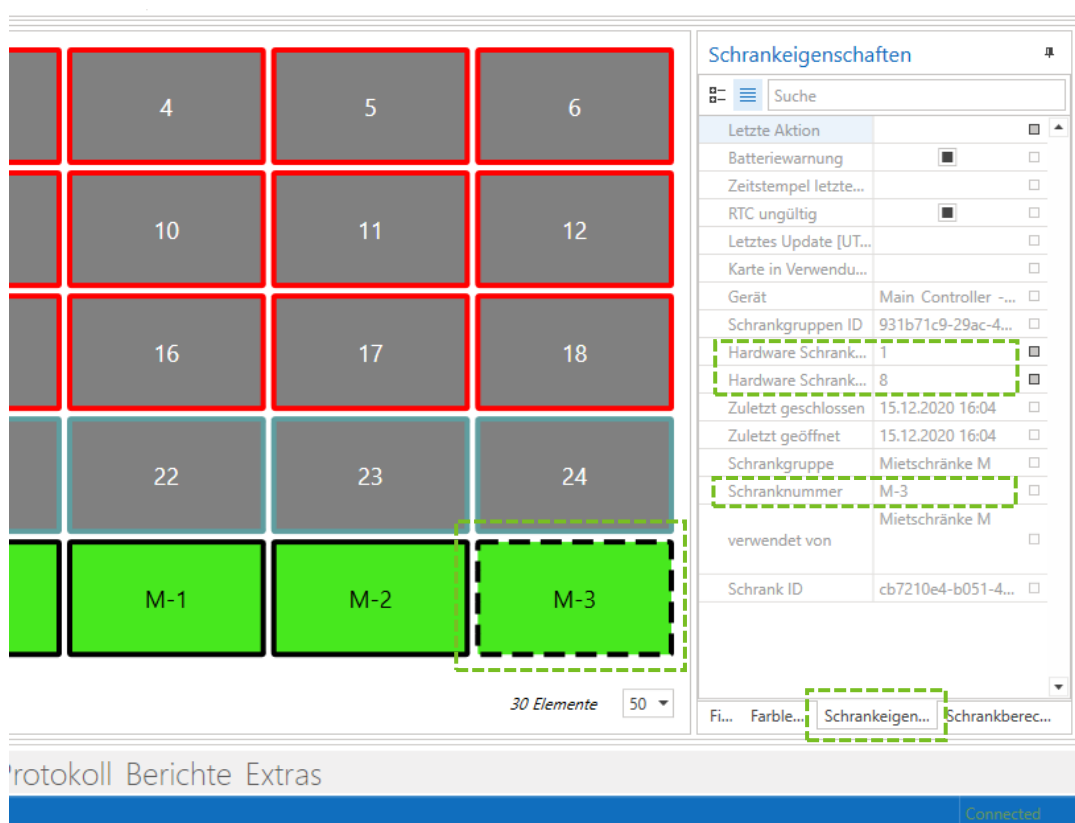 Schrankeigenschaften
Suche
4 5 6
10 11 12
16 17 18
22 23 24
M-1 M-2 M-3
30 Elemente 50
Letzte Aktion
Batteriewarnung
Zeitstempel letzte...
RTC ungültig
Letztes Update [UT...
Karte in Verwendu...
Gerät Main Controller -...
Schrankgruppen ID 931b71c9-29ac-4...
Hardware Schrank... 1
Hardware Schrank... 8
Zuletzt geschlossen 15.12.2020 16:04
Zuletzt geöffnet 15.12.2020 16:04
Schrankgruppe Mietschränke M
Schranknummer M-3
Mietschränke M
verwendet von
Schrank ID cb7210e4-b051-4...
Fi... Farble... Schrankeigen... Schrankberec...
rotokoll Berichte Extras
Connected